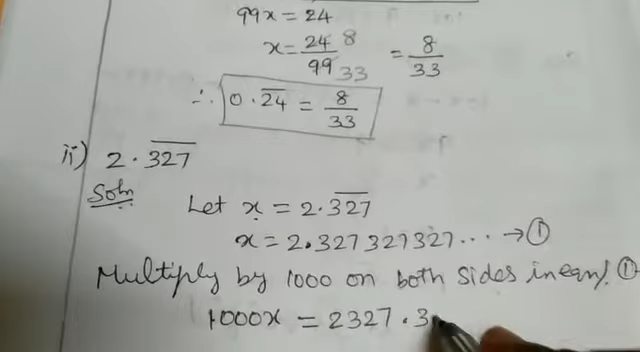 99x = 24
x = 24/99 8/33 = 8/33
∴ 0.2̅4̅ = 8/33
ii) 2.3̅2̅7̅
Soln
Let x = 2.3̅2̅7̅
x = 2.327327327... → ①
Multiply by 1000 on both sides in eqn/. ①
1000x = 2327.3